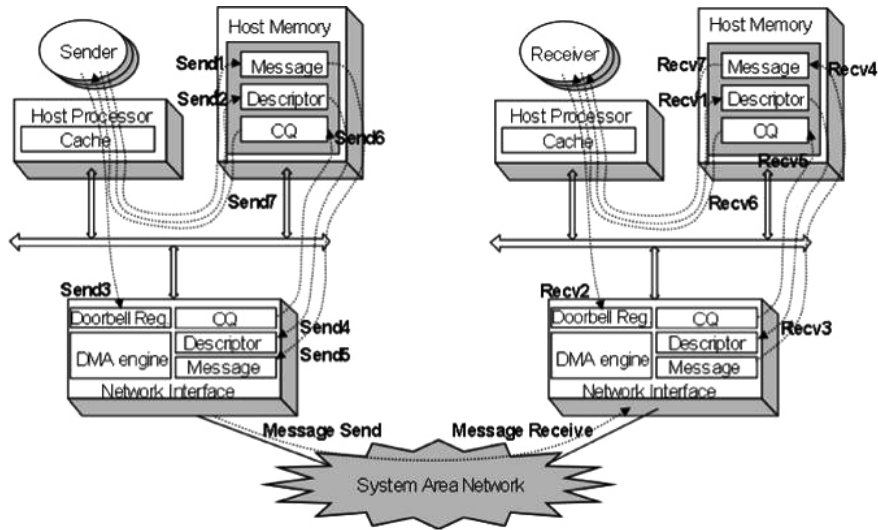 Sender
Host Memory
Send1
Message
Send2
Descriptor
Host Processor
Cache
CQ
Send6
Send7
Send3
Doorbell Reg.
CQ
Send4
Descriptor
DMA engine
Send5
Message
Network Interface
Message Send
Receiver
Host Memory
Recv7
Message
Recv4
Recv1
Descriptor
Host Processor
Cache
CQ
Recv5
Recv6
Recv2
Doorbell Reg.
CQ
Recv3
Descriptor
DMA engine
Message
Network Interface
Message Receive
System Area Network